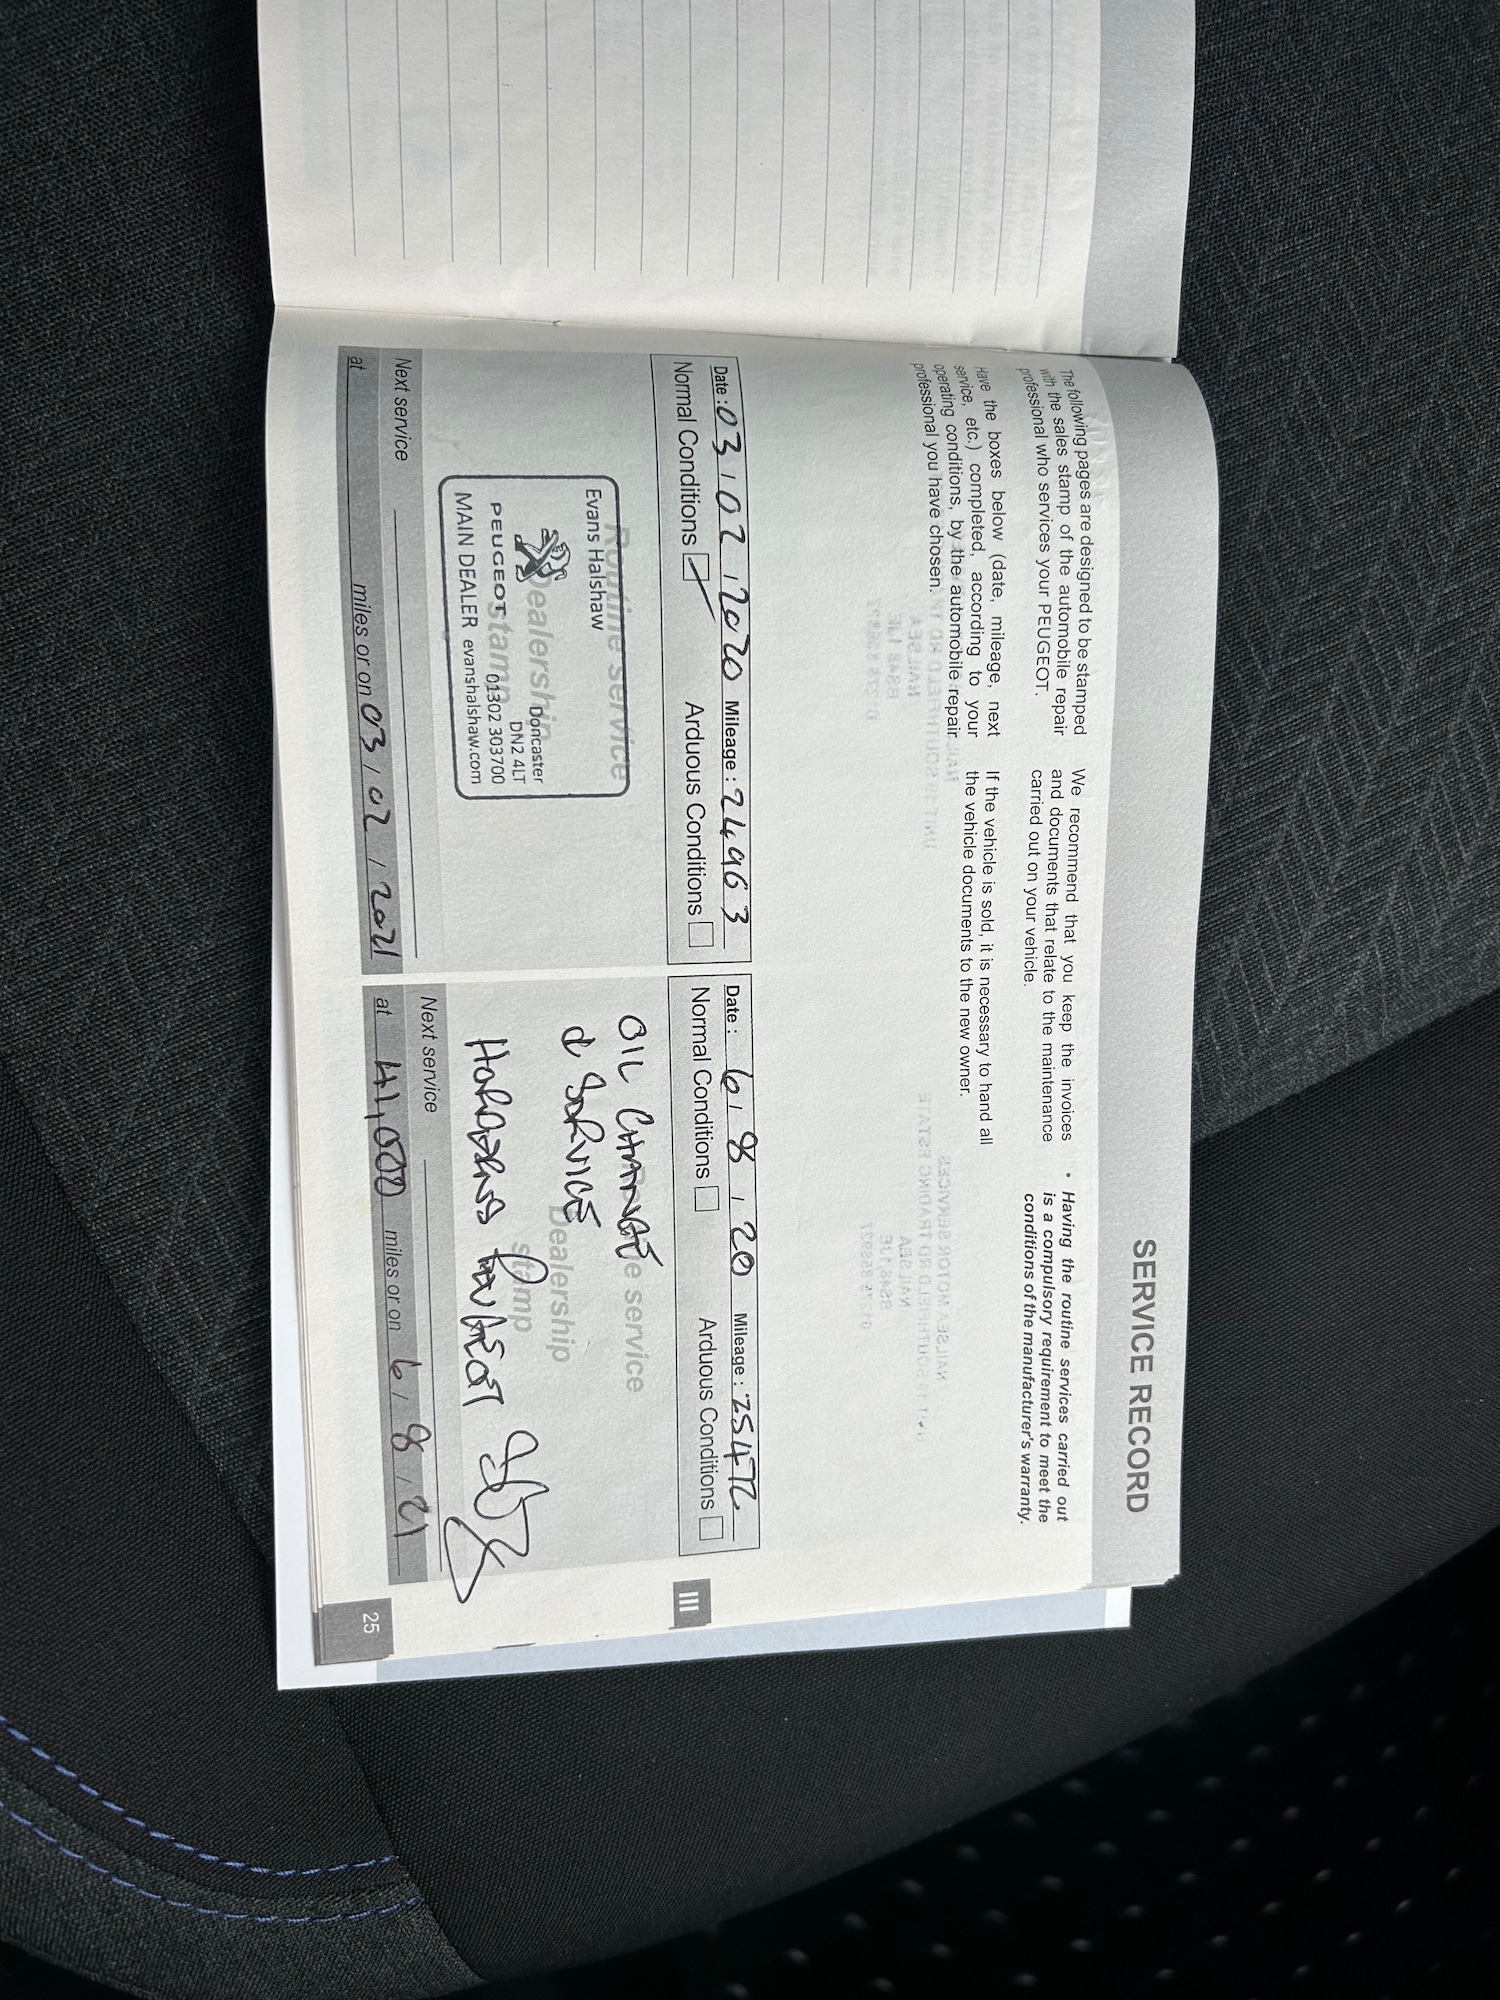 SERVICE RECORD
The following pages are designed to be stamped
with the sales stamp of the automobile repair
professional who services your PEUGEOT.
Have the boxes below (date, mileage, next
service, etc.) completed, according to your
operating conditions, by the automobile repair
professional you have chosen.
We recommend that you keep the invoices
and documents that relate to the maintenance
carried out on your vehicle.
If the vehicle is sold, it is necessary to hand all
the vehicle documents to the new owner.
• Having the routine services carried out
is a compulsory requirement to meet the
conditions of the manufacturer's warranty.
Date : 03 / 02 / 2020 Mileage : 24963
Normal Conditions Arduous Conditions
Routine service
Dealership
stamp
Evans Halshaw
Doncaster
DN2 4LT
PEUGEOT 01302 303700
MAIN DEALER evanshalshaw.com
Next service
at miles or on 03 / 02 / 2021
Date : 6 / 8 / 20 Mileage : 25472
Normal Conditions Arduous Conditions
OIL CHANGE
& SERVICE
service
Dealership
stamp
Next service
at 41,000 miles or on 6 / 8 / 21
III
25